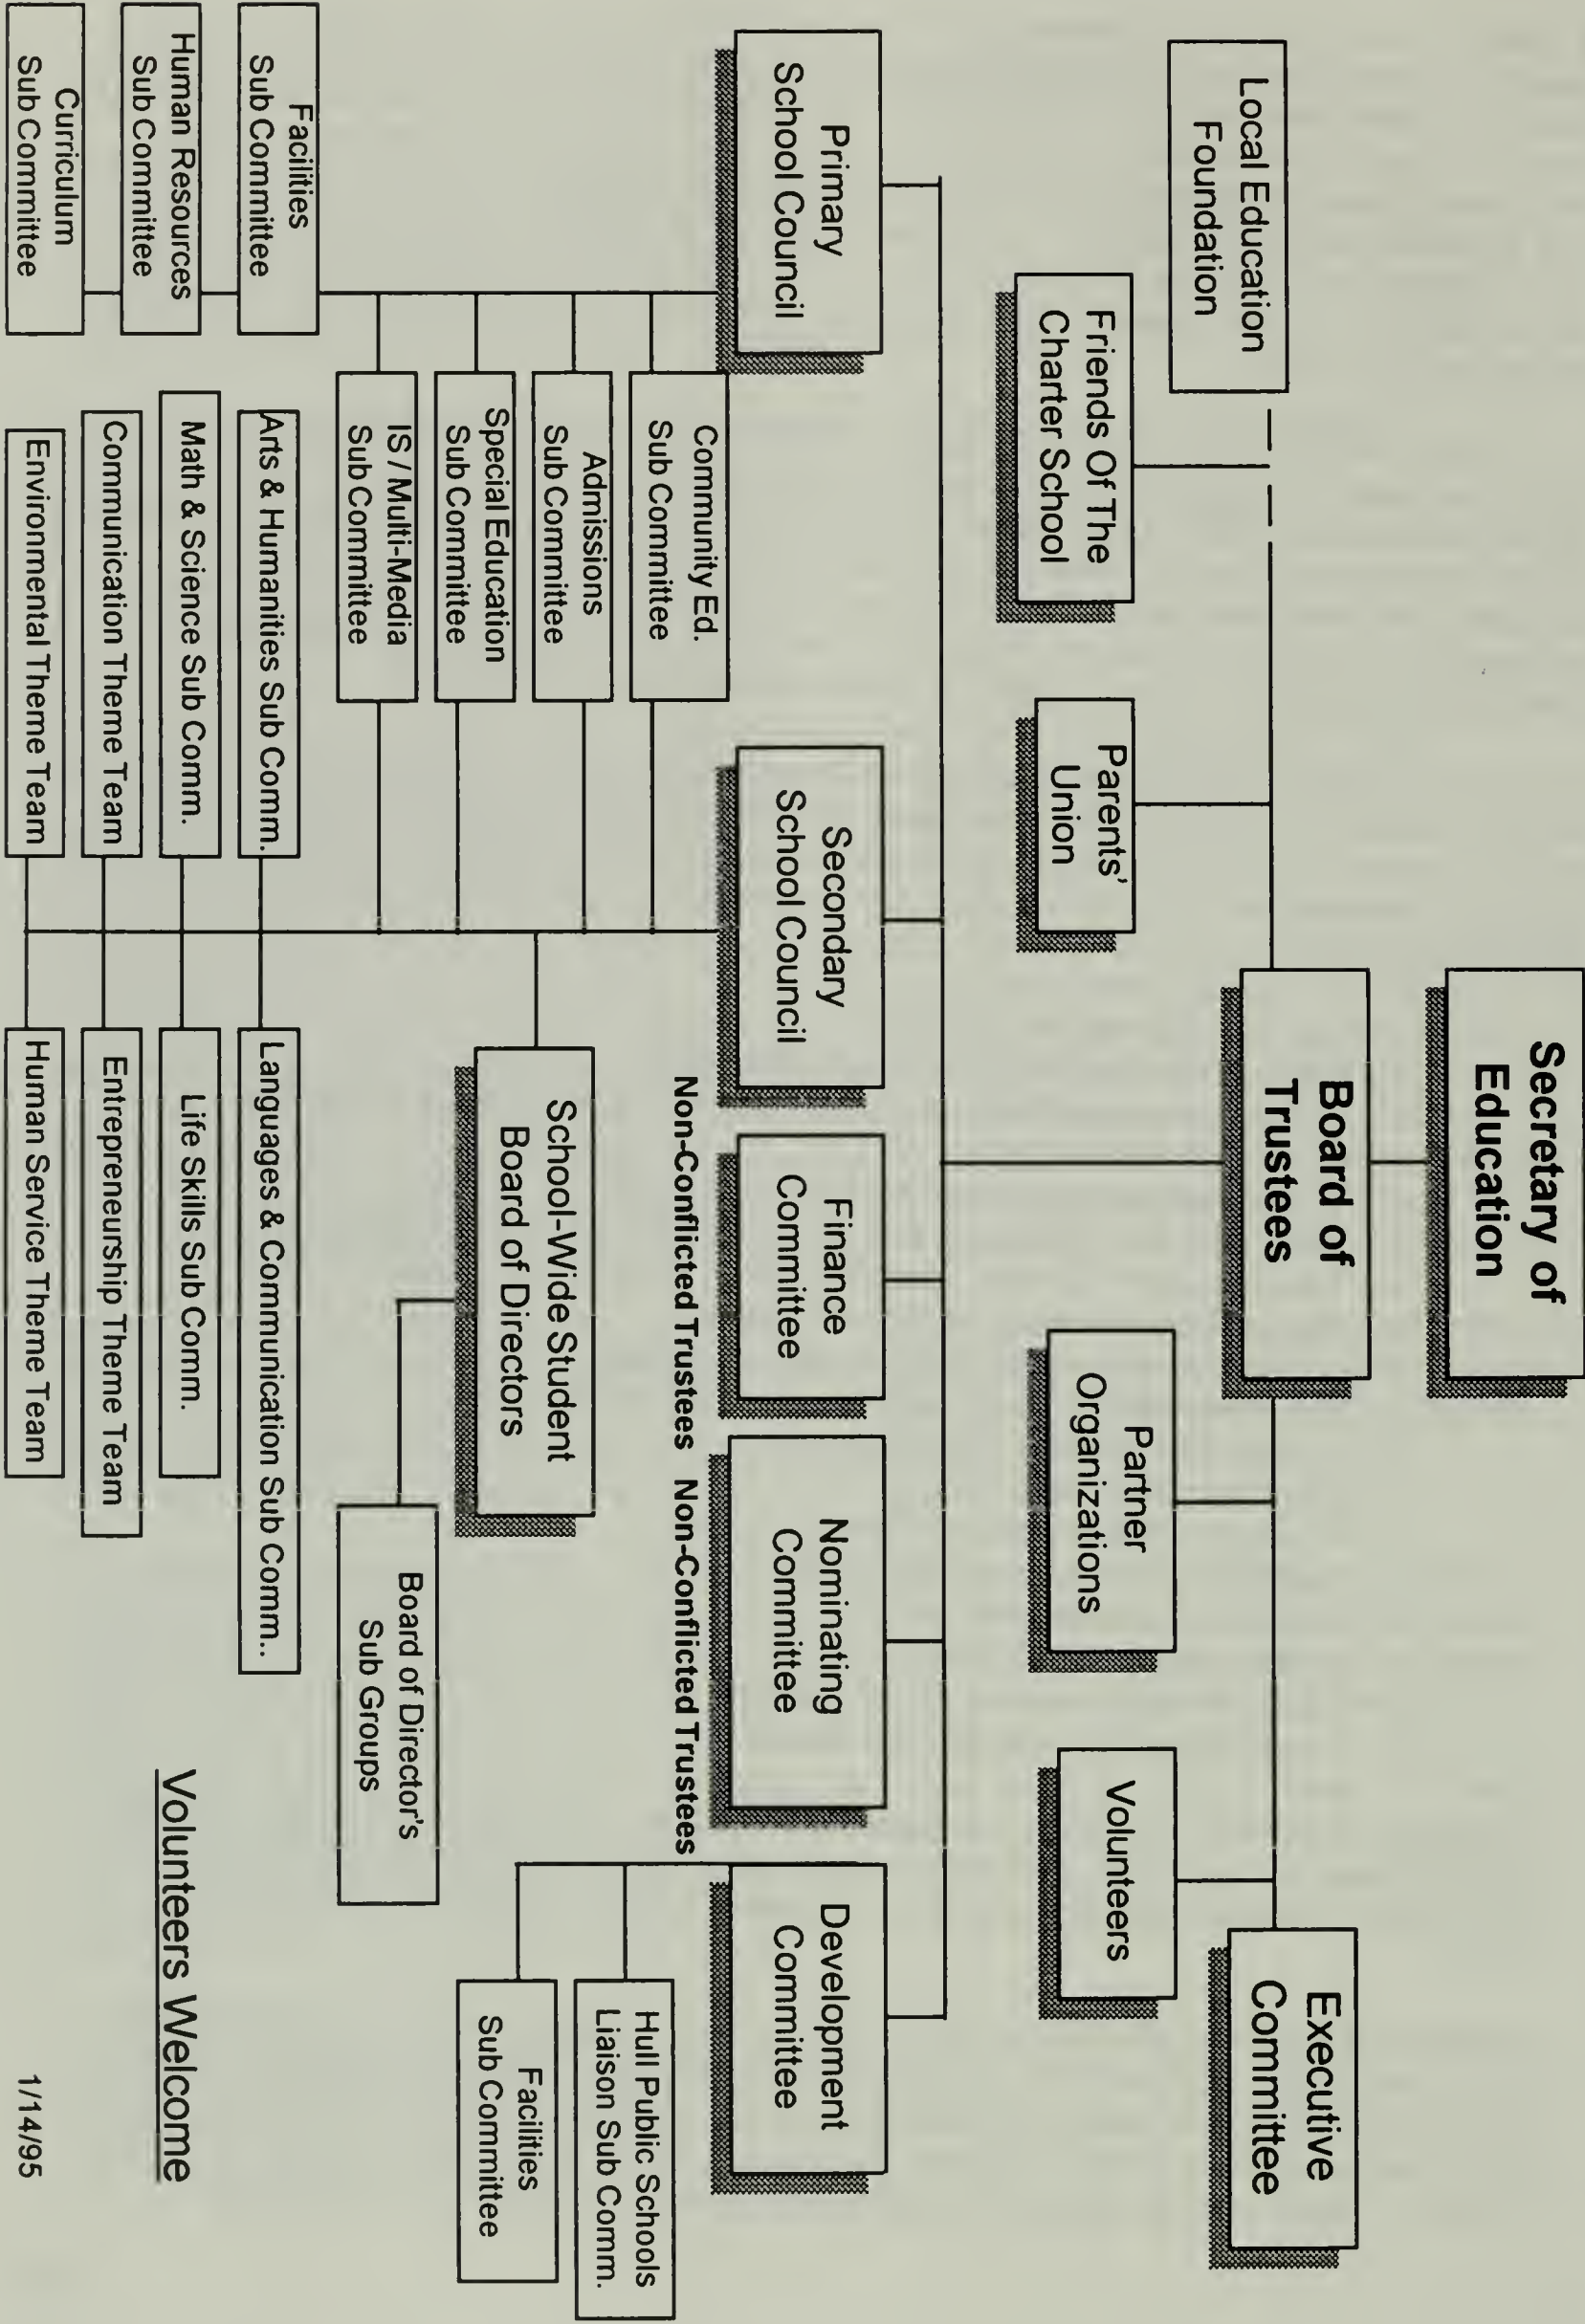 Secretary of
Education
Board of
Trustees
Local Education
Foundation
Friends Of The
Charter School
Parents'
Union
Partner
Organizations
Volunteers
Executive
Committee
Primary
School Council
Secondary
School Council
Finance
Committee
Nominating
Committee
Development
Committee
Non-Conflicted Trustees
Non-Conflicted Trustees
Community Ed.
Sub Committee
Admissions
Sub Committee
Special Education
Sub Committee
IS / Multi-Media
Sub Committee
School-Wide Student
Board of Directors
Board of Director's
Sub Groups
Hull Public Schools
Liaison Sub Comm.
Facilities
Sub Committee
Facilities
Sub Committee
Human Resources
Sub Committee
Curriculum
Sub Committee
Arts & Humanities Sub Comm.
Math & Science Sub Comm.
Communication Theme Team
Environmental Theme Team
Languages & Communication Sub Comm..
Life Skills Sub Comm.
Entrepreneurship Theme Team
Human Service Theme Team
Volunteers Welcome
1/14/95